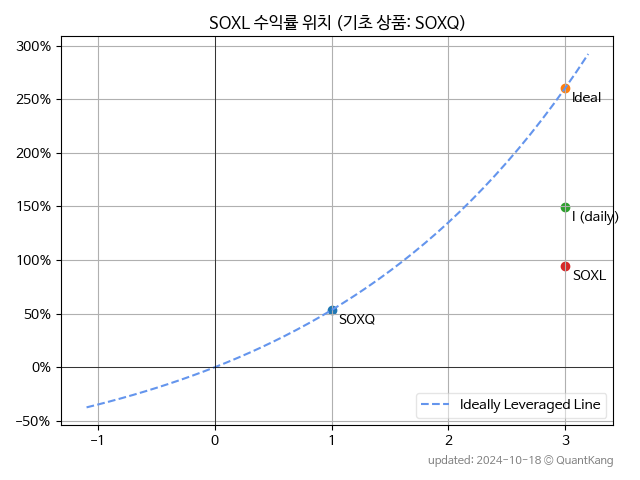 SOXL 수익률 위치 (기초 상품: SOXQ)
300%
250%
200%
150%
100%
50%
0%
−50%
Ideal
I (daily)
SOXL
SOXQ
Ideally Leveraged Line
−1 0 1 2 3
updated: 2024-10-18 © QuantKang